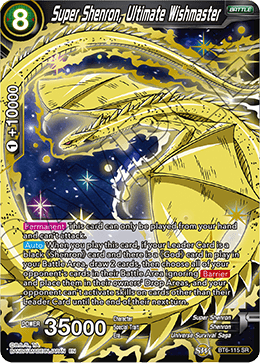 BATTLE
8
Super Shenron, Ultimate Wishmaster
1 +10000
Permanent This card can only be played from your hand
and can't attack.
Auto When you play this card, if your Leader Card is a
black ‹Shenron› card and there is a ‹God› card in play in
your Battle Area, draw 2 cards, then choose all of your
opponent's cards in their Battle Area ignoring Barrier
and place them in their owners' Drop Areas, and your
opponent can't activate skills on cards other than their
Leader Card until the end of their next turn.
POWER 35000
Character
Special Trait
Era Universe Survival Saga
BT6-115 SR